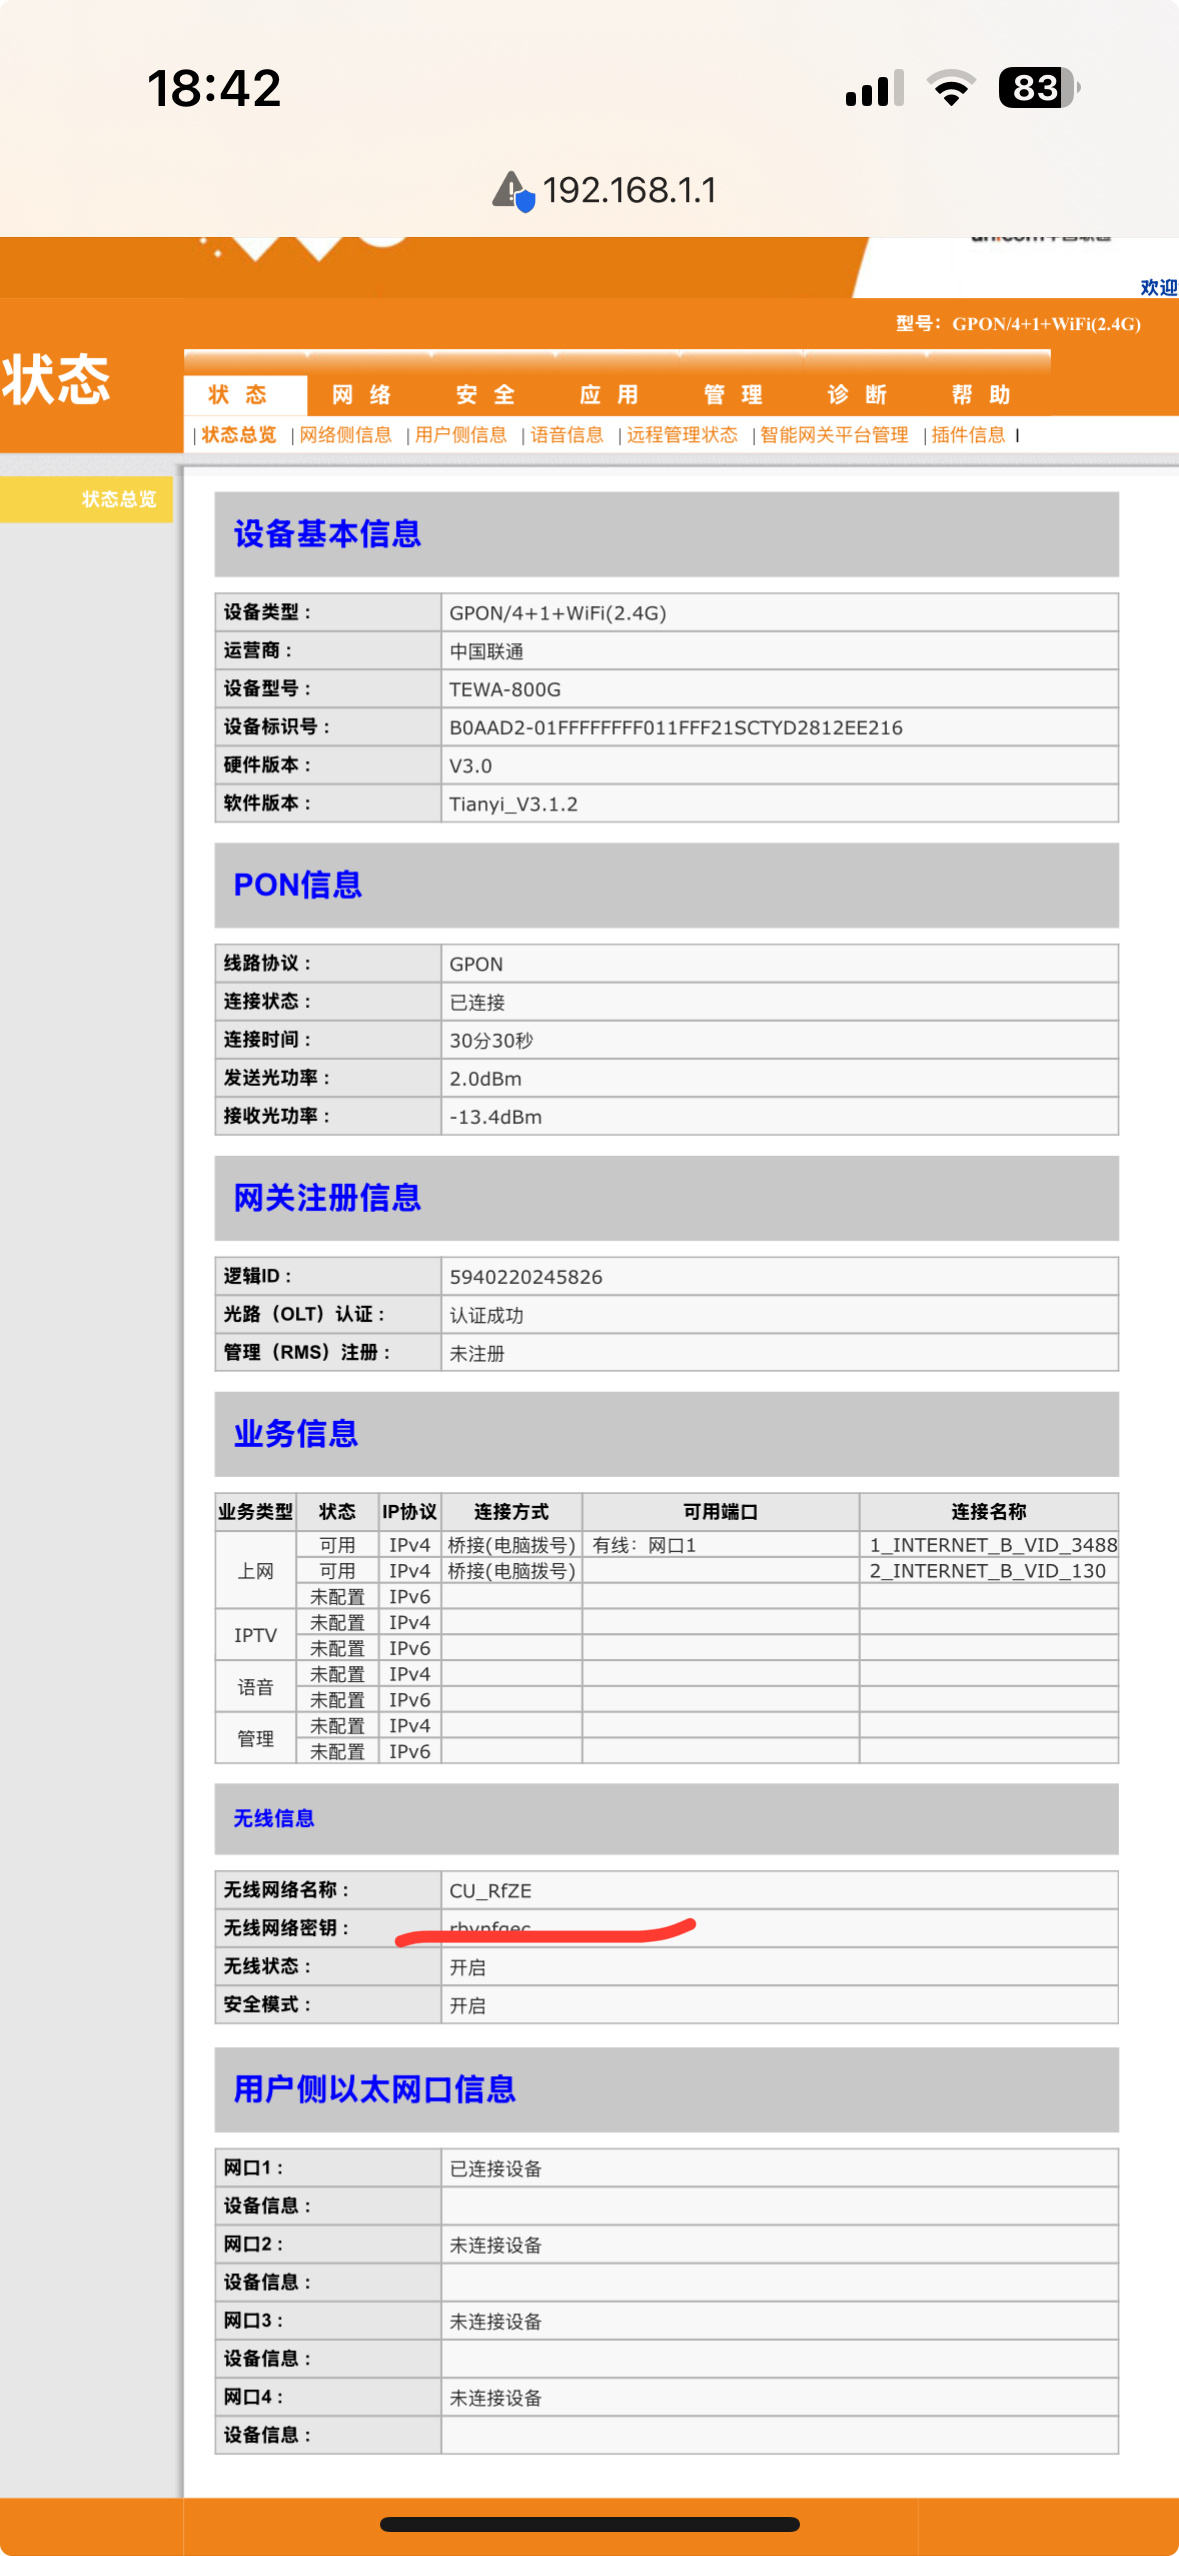 18:42
83
192.168.1.1
欢迎
型号：GPON/4+1+WiFi(2.4G)
状态
状态 网络 安全 应用 管理 诊断 帮助
|状态总览 |网络侧信息 |用户侧信息 |语音信息 |远程管理状态 |智能网关平台管理 |插件信息 |
状态总览
设备基本信息
设备类型： GPON/4+1+WiFi(2.4G)
运营商： 中国联通
设备型号： TEWA-800G
设备标识号： B0AAD2-01FFFFFFFF011FFF21SCTYD2812EE216
硬件版本： V3.0
软件版本： Tianyi_V3.1.2
PON信息
线路协议： GPON
连接状态： 已连接
连接时间： 30分30秒
发送光功率： 2.0dBm
接收光功率： -13.4dBm
网关注册信息
逻辑ID： 5940220245826
光路（OLT）认证： 认证成功
管理（RMS）注册： 未注册
业务信息
业务类型 状态 IP协议 连接方式 可用端口 连接名称
上网 可用 IPv4 桥接(电脑拨号) 有线：网口1 1_INTERNET_B_VID_3488
可用 IPv4 桥接(电脑拨号) 2_INTERNET_B_VID_130
未配置 IPv6
IPTV 未配置 IPv4
未配置 IPv6
语音 未配置 IPv4
未配置 IPv6
管理 未配置 IPv4
未配置 IPv6
无线信息
无线网络名称： CU_RfZE
无线网络密钥：
无线状态： 开启
安全模式： 开启
用户侧以太网口信息
网口1： 已连接设备
设备信息：
网口2： 未连接设备
设备信息：
网口3： 未连接设备
设备信息：
网口4： 未连接设备
设备信息：